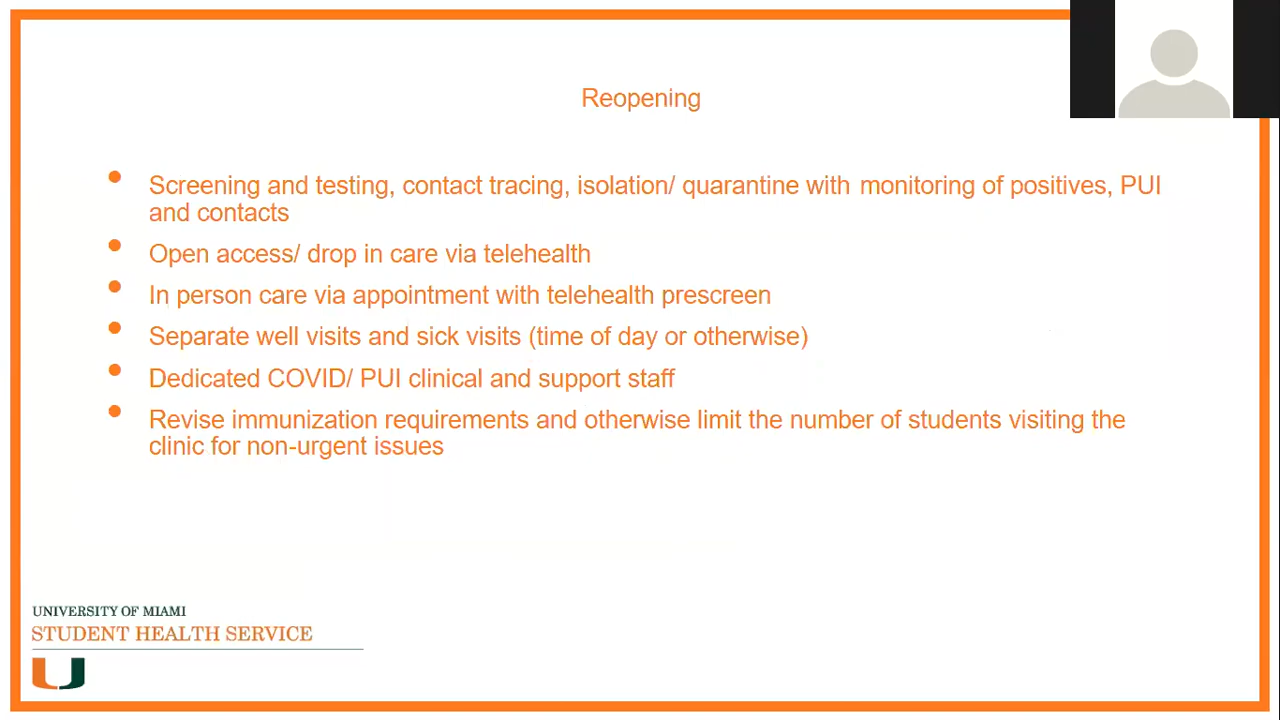 Reopening
Screening and testing, contact tracing, isolation/ quarantine with monitoring of positives, PUI
and contacts
Open access/ drop in care via telehealth
In person care via appointment with telehealth prescreen
Separate well visits and sick visits (time of day or otherwise)
Dedicated COVID/ PUI clinical and support staff
Revise immunization requirements and otherwise limit the number of students visiting the
clinic for non-urgent issues
UNIVERSITY OF MIAMI
STUDENT HEALTH SERVICE
U